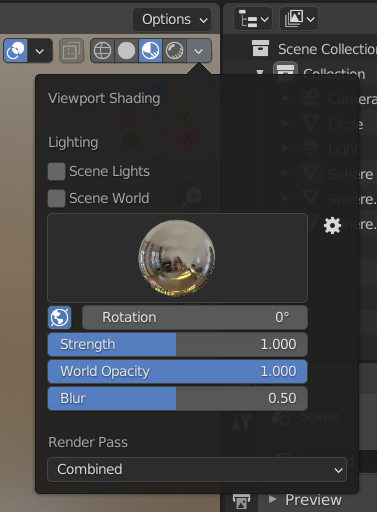 Options
Scene Collection
Collection
Viewport Shading
Camera
Circle
Lighting
Light
Scene Lights
Sphere
Scene World
Sphere.
Rotation 0°
Strength 1.000
World Opacity 1.000
Blur 0.50
Scene
Render Pass
Combined
Preview